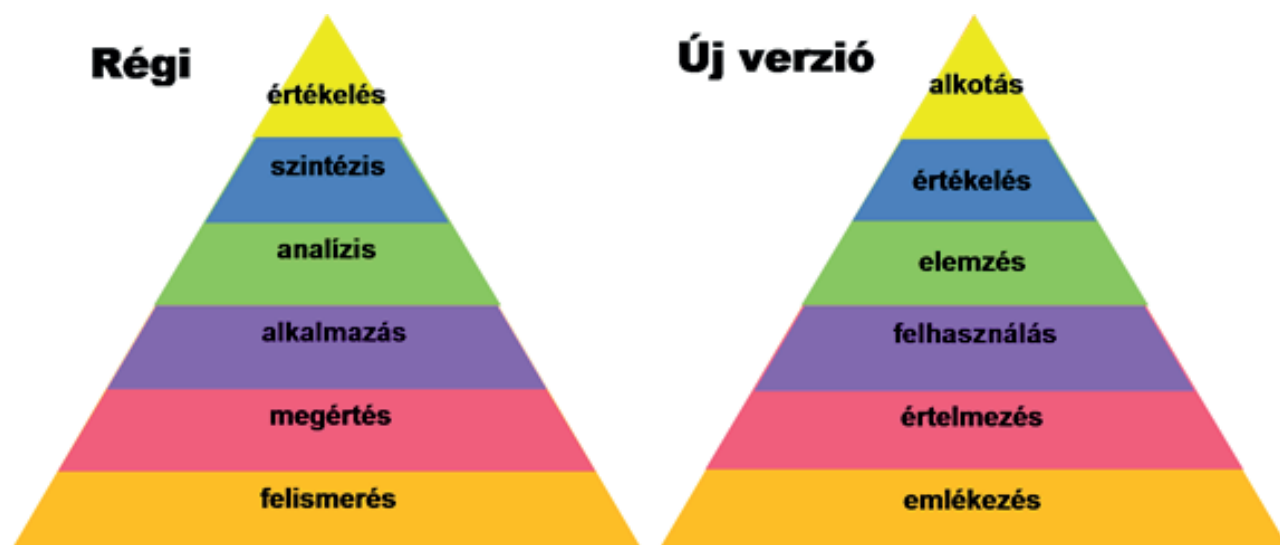 Régi
értékelés
szintézis
analízis
alkalmazás
megértés
felismerés
Új verzió
alkotás
értékelés
elemzés
felhasználás
értelmezés
emlékezés